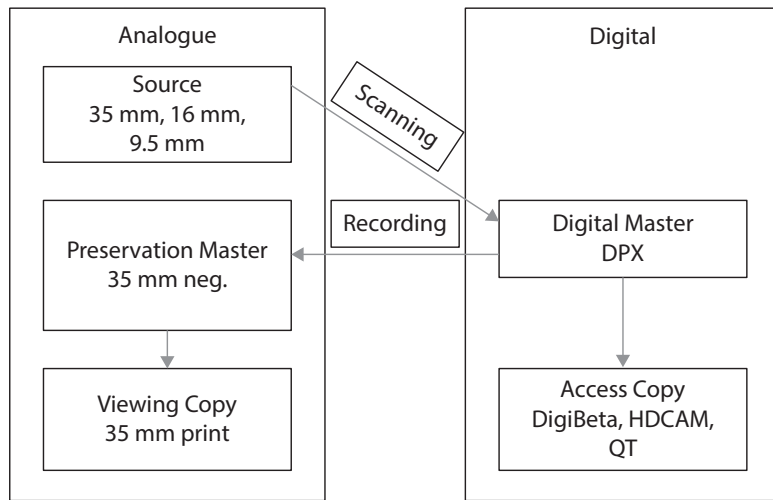 Analogue
Source
35 mm, 16 mm,
9.5 mm
Preservation Master
35 mm neg.
Viewing Copy
35 mm print
Scanning
Recording
Digital
Digital Master
DPX
Access Copy
DigiBeta, HDCAM,
QT